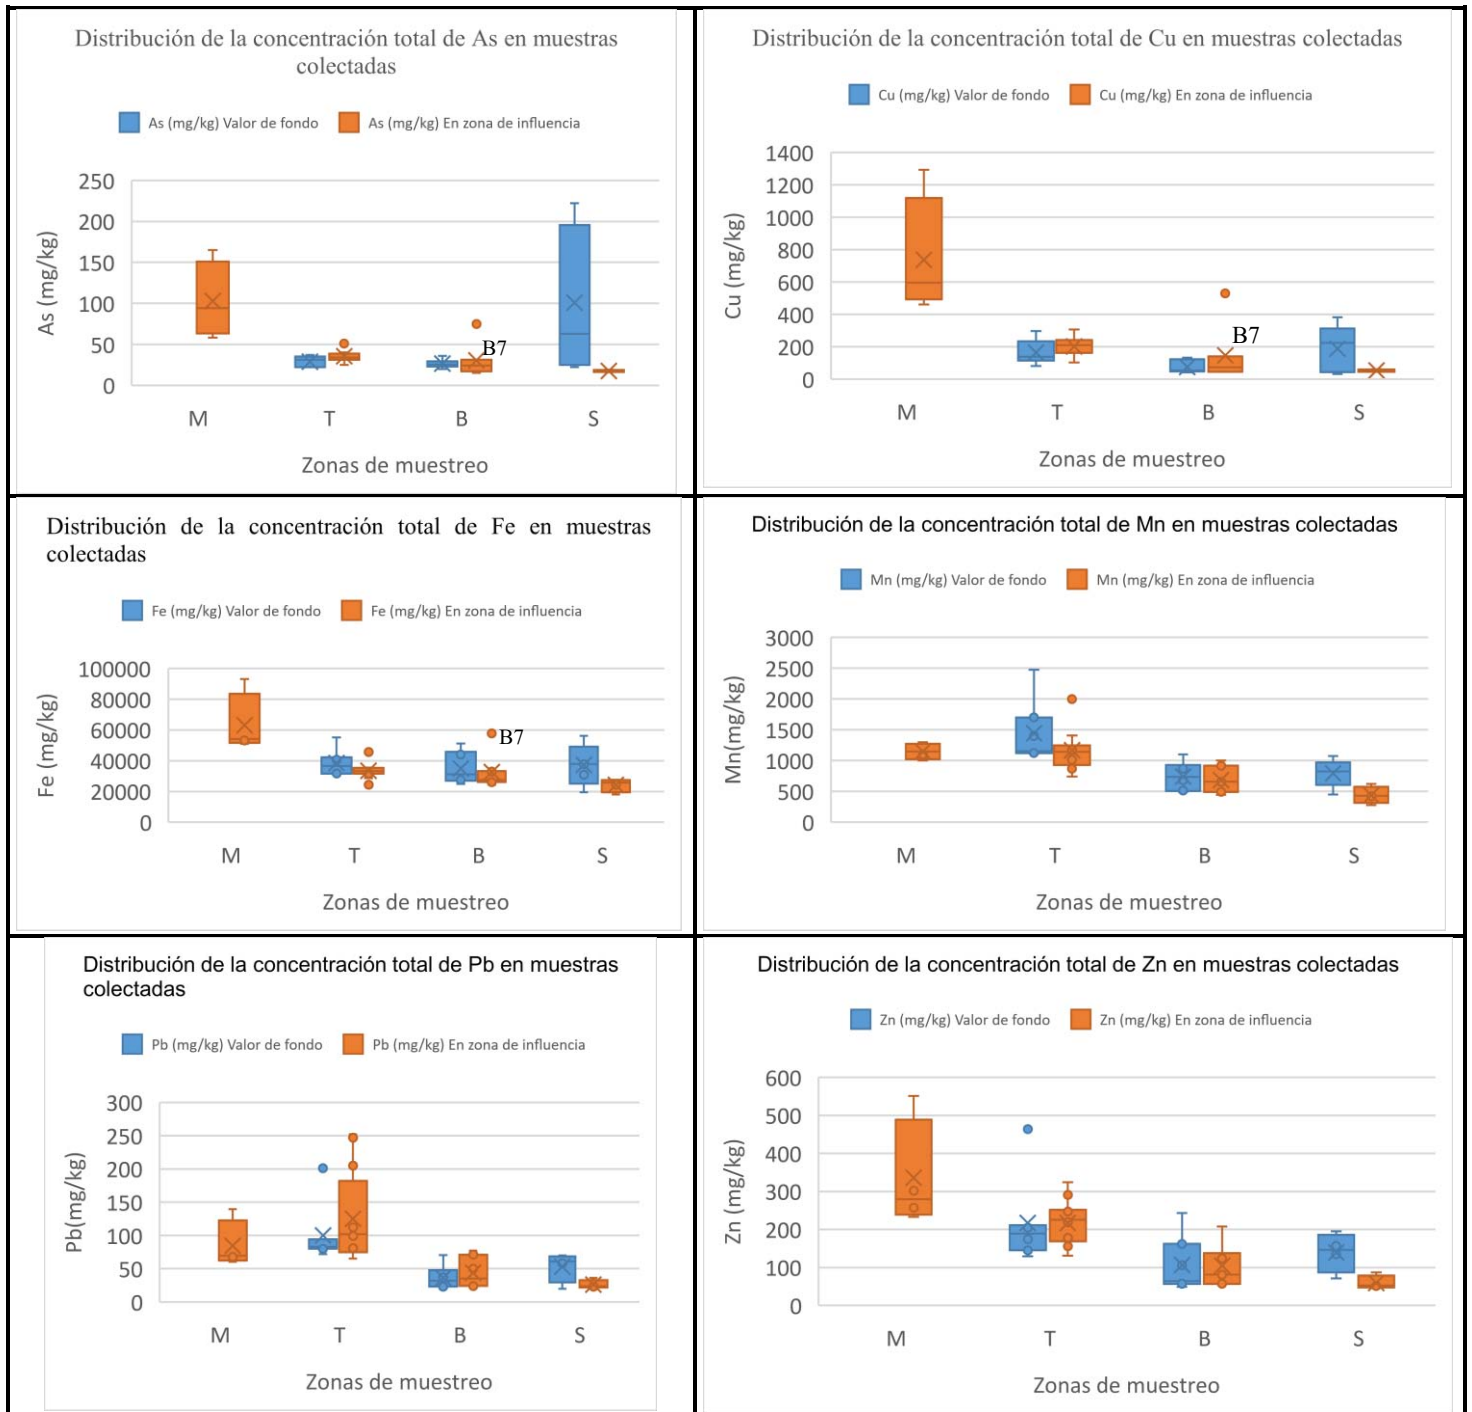 Distribución de la concentración total de As en muestras
colectadas
As (mg/kg) Valor de fondo
As (mg/kg) En zona de influencia
As (mg/kg)
250
200
150
100
50
0
B7
M
T
B
S
Zonas de muestreo
Distribución de la concentración total de Cu en muestras colectadas
Cu (mg/kg) Valor de fondo
Cu (mg/kg) En zona de influencia
Cu (mg/kg)
1400
1200
1000
800
600
400
200
0
B7
M
T
B
S
Zonas de muestreo
Distribución de la concentración total de Fe en muestras
colectadas
Fe (mg/kg) Valor de fondo
Fe (mg/kg) En zona de influencia
Fe (mg/kg)
100000
80000
60000
40000
20000
0
B7
M
T
B
S
Zonas de muestreo
Distribución de la concentración total de Mn en muestras colectadas
Mn (mg/kg) Valor de fondo
Mn (mg/kg) En zona de influencia
Mn(mg/kg)
3000
2500
2000
1500
1000
500
0
M
T
B
S
Zonas de muestreo
Distribución de la concentración total de Pb en muestras
colectadas
Pb (mg/kg) Valor de fondo
Pb (mg/kg) En zona de influencia
Pb(mg/kg)
300
250
200
150
100
50
0
M
T
B
S
Zonas de muestreo
Distribución de la concentración total de Zn en muestras colectadas
Zn (mg/kg) Valor de fondo
Zn (mg/kg) En zona de influencia
Zn (mg/kg)
600
500
400
300
200
100
0
M
T
B
S
Zonas de muestreo